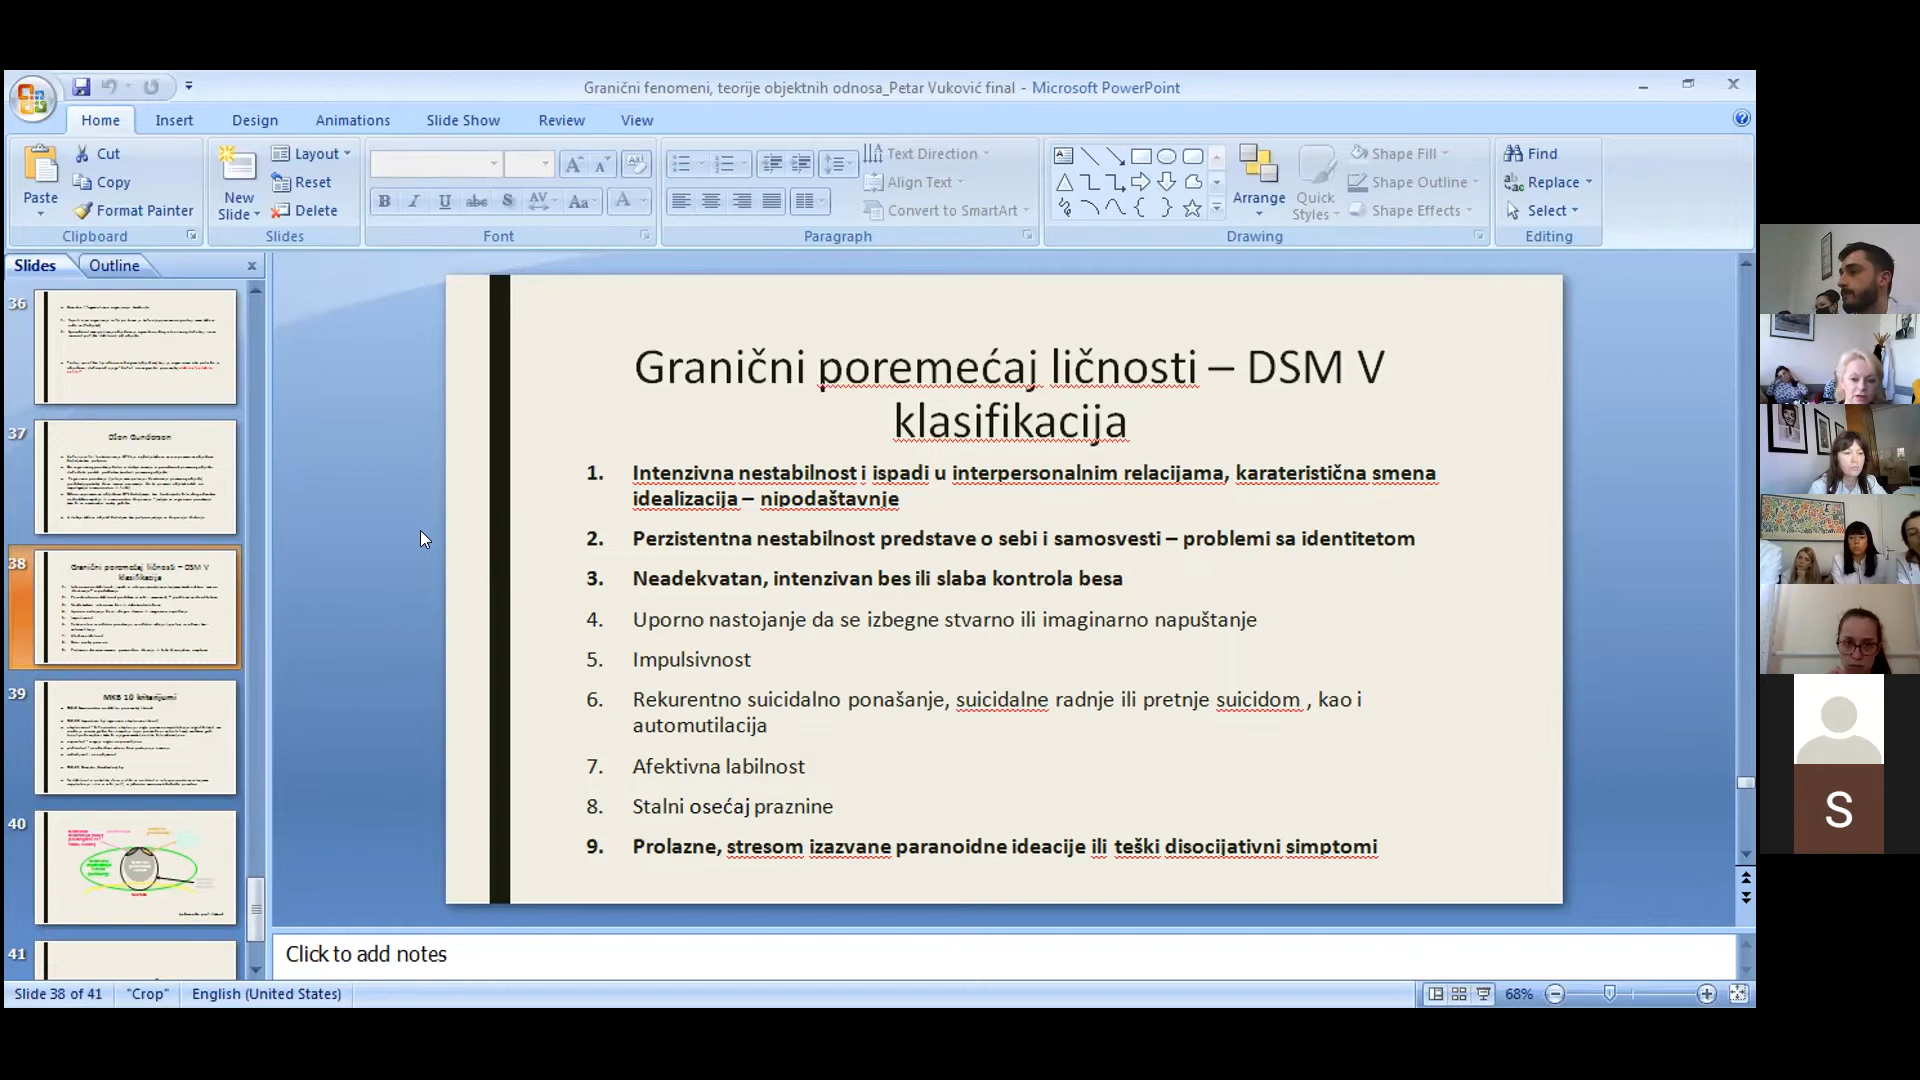 Granični fenomeni, teorije objektnih odnosa_Petar Vuković final - Microsoft PowerPoint
Home Insert Design Animations Slide Show Review View
Paste
Cut
Copy
Format Painter
Clipboard
New Slide
Layout
Reset
Delete
Slides
Font
Text Direction
Align Text
Convert to SmartArt
Paragraph
Arrange
Quick Styles
Shape Fill
Shape Outline
Shape Effects
Drawing
Find
Replace
Select
Editing
Slides Outline x
36
37
38
Granični poremećaj ličnosti – DSM V
klasifikacija
39
MKB 10 kriterijumi
40
41
Granični poremećaj ličnosti – DSM V
klasifikacija
1. Intenzivna nestabilnost i ispadi u interpersonalnim relacijama, karateristična smena
idealizacija – nipodaštavnje
2. Perzistentna nestabilnost predstave o sebi i samosvesti – problemi sa identitetom
3. Neadekvatan, intenzivan bes ili slaba kontrola besa
4. Uporno nastojanje da se izbegne stvarno ili imaginarno napuštanje
5. Impulsivnost
6. Rekurentno suicidalno ponašanje, suicidalne radnje ili pretnje suicidom , kao i
automutilacija
7. Afektivna labilnost
8. Stalni osećaj praznine
9. Prolazne, stresom izazvane paranoidne ideacije ili teški disocijativni simptomi
Click to add notes
Slide 38 of 41 "Crop" English (United States) 68%
S